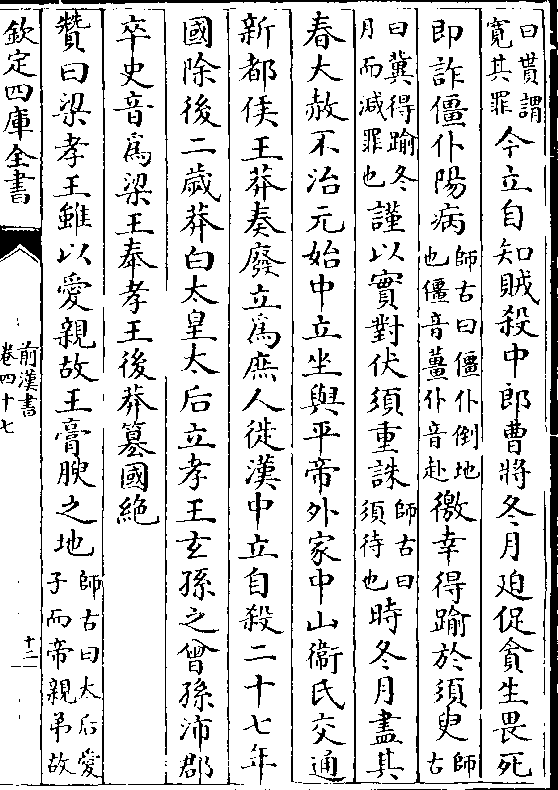 曰貰謂
寛其罪
今立自知賊殺中郎曹將冬月廹促貪生畏死
即詐僵仆陽病
師古曰僵仆倒地
也僵音薑仆音赴
徼幸得踰於須臾
師
古
曰冀得踰冬
月而減罪也
謹以實對伏須重誅
師古曰
須待也
時冬月盡其
春大赦不治元始中立坐與平帝外家中山衞氏交通
新都侯王莽奏廢立爲庶人徙漢中立自殺二十七年
國除後二歳莽白太皇太后立孝王玄孫之曾孫沛郡
卒史音爲梁王奉孝王後莽簒國絶
贊曰梁孝王雖以愛親故王膏腴之地
師古曰太后愛
子而帝親弟故
欽定四庫全書
前漢書
卷四十七
十二